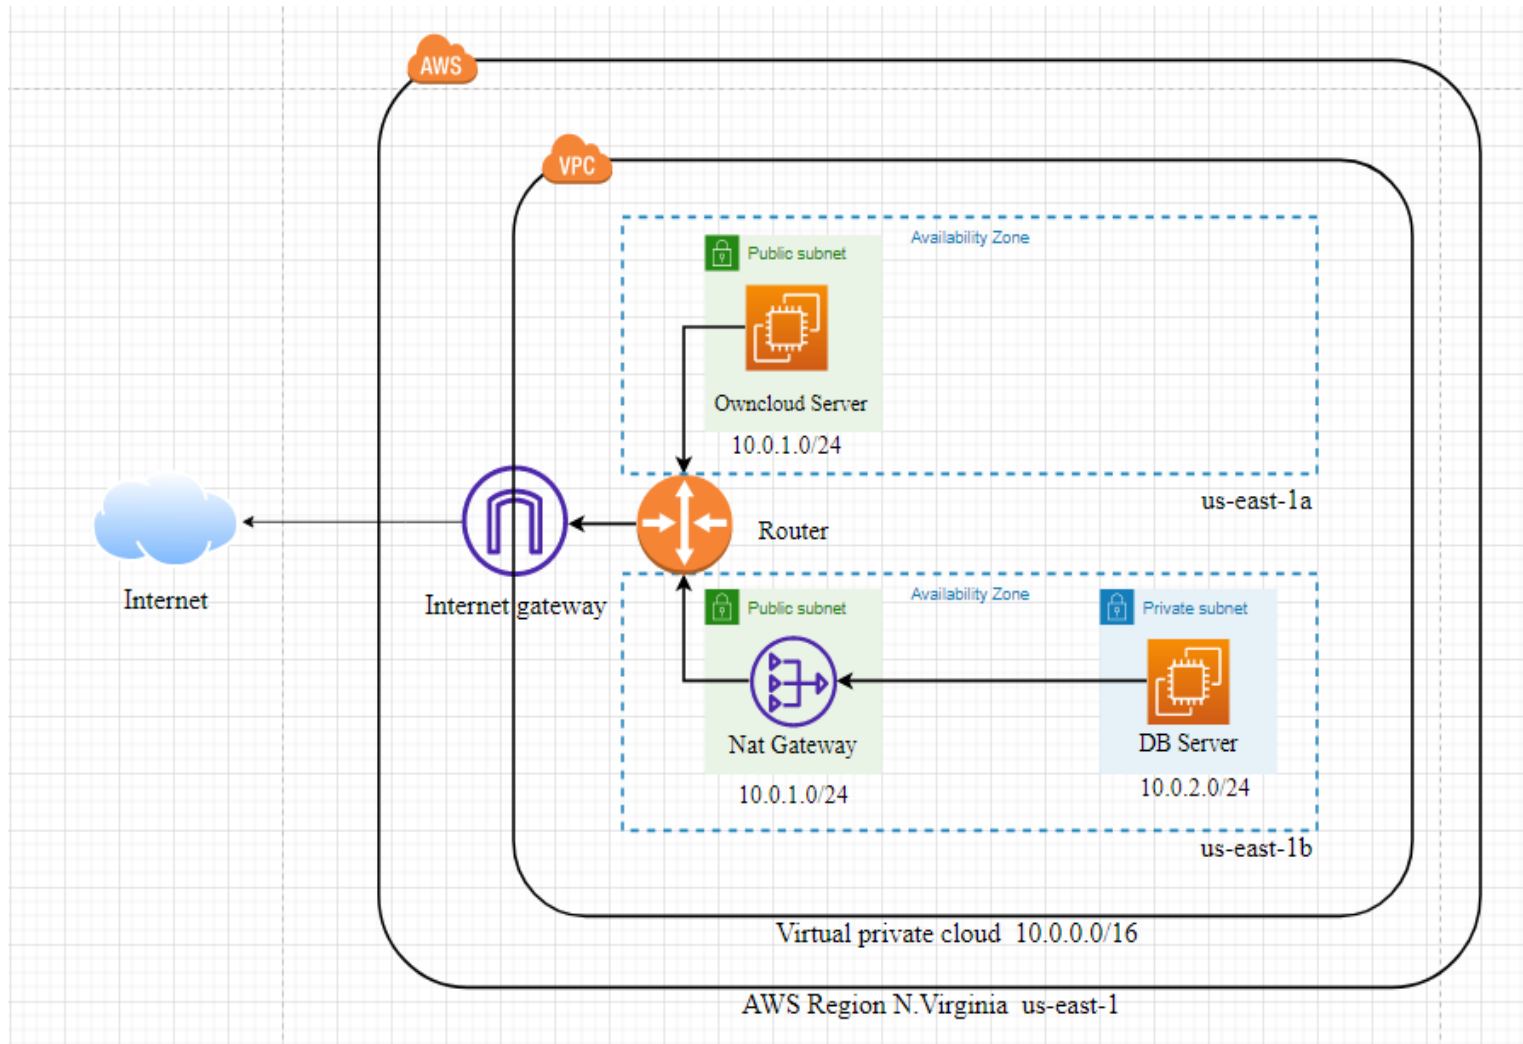 AWS
VPC
Availability Zone
Public subnet
Owncloud Server
10.0.1.0/24
us-east-1a
Router
Internet
Internet gateway
Availability Zone
Public subnet
Private subnet
Nat Gateway
DB Server
10.0.1.0/24
10.0.2.0/24
us-east-1b
Virtual private cloud 10.0.0.0/16
AWS Region N.Virginia us-east-1